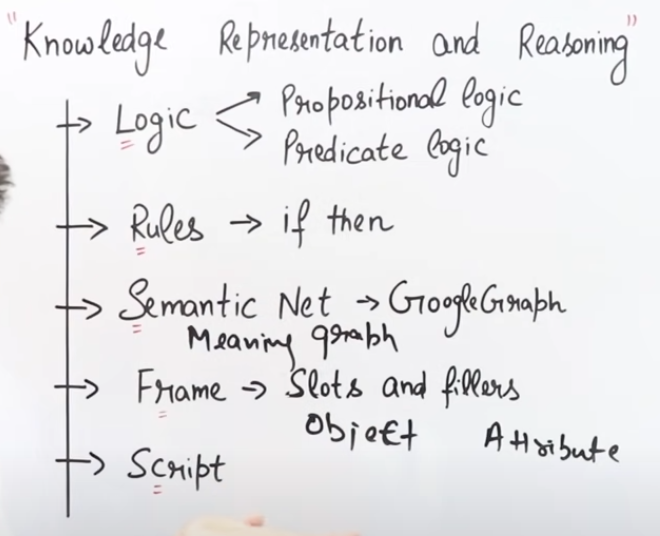 "Knowledge Representation and Reasoning"
→ Logic
Propositional logic
Predicate logic
→ Rules → if then
→ Semantic Net → GoogleGraph
Meaning graph
→ Frame → Slots and fillers
Object Attribute
→ Script